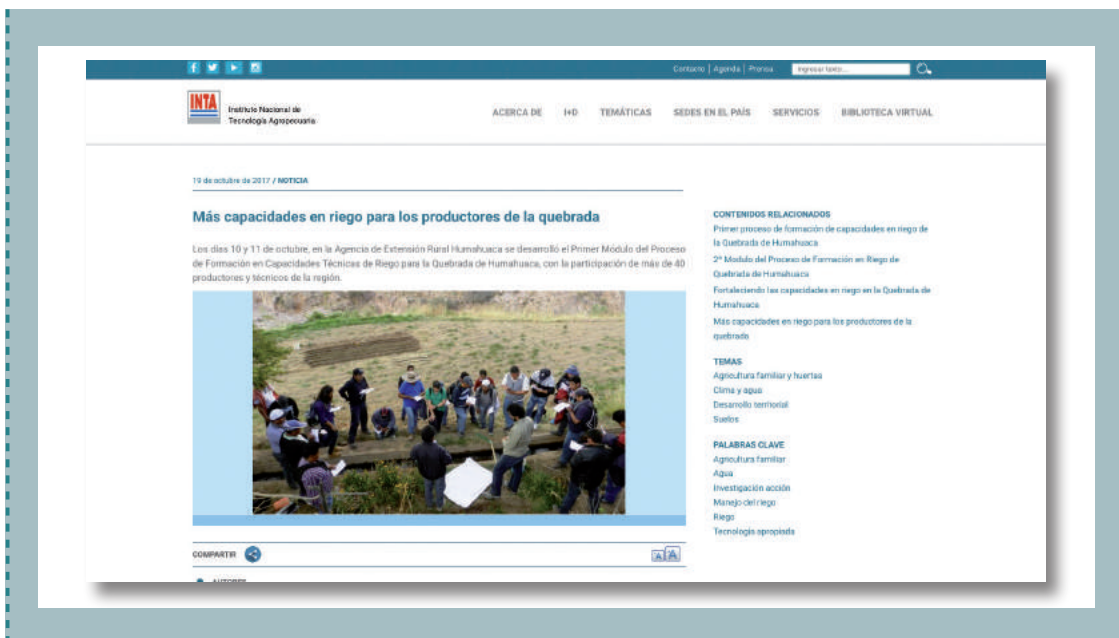 Contacto | Agenda | Prensa
Ingresar texto...
INTA
Instituto Nacional de
Tecnología Agropecuaria
ACERCA DE I+D TEMÁTICAS SEDES EN EL PAÍS SERVICIOS BIBLIOTECA VIRTUAL
19 de octubre de 2017 / NOTICIA
Más capacidades en riego para los productores de la quebrada
Los días 10 y 11 de octubre, en la Agencia de Extensión Rural Humahuaca se desarrolló el Primer Módulo del Proceso
de Formación en Capacidades Técnicas de Riego para la Quebrada de Humahuaca, con la participación de más de 40
productores y técnicos de la región.
COMPARTIR
A A
AUTORES
CONTENIDOS RELACIONADOS
Primer proceso de formación de capacidades en riego de
la Quebrada de Humahuaca
2° Modulo del Proceso de Formación en Riego de
Quebrada de Humahuaca
Fortaleciendo las capacidades en riego en la Quebrada de
Humahuaca
Más capacidades en riego para los productores de la
quebrada
TEMAS
Agricultura familiar y huertas
Clima y agua
Desarrollo territorial
Suelos
PALABRAS CLAVE
Agricultura familiar
Agua
Investigación acción
Manejo del riego
Riego
Tecnología apropiada